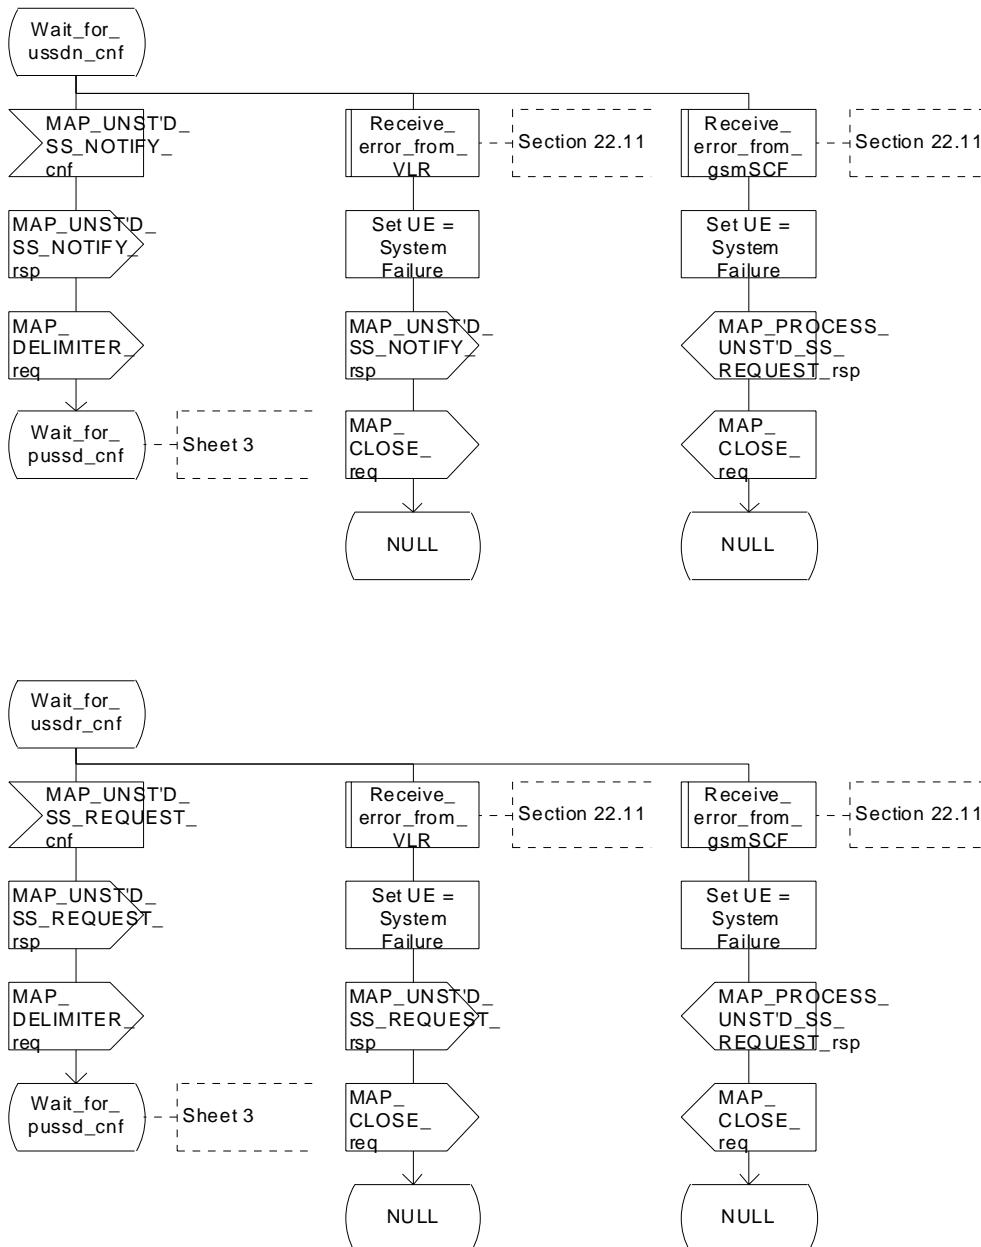 Wait_for_
ussdn_cnf
MAP_UNST'D_
SS_NOTIFY_
cnf
Receive_
error_from_
VLR
Section 22.11
Receive_
error_from_
gsmSCF
Section 22.11
MAP_UNST'D_
SS_NOTIFY_
rsp
Set UE =
System
Failure
Set UE =
System
Failure
MAP_
DELIMITER_
req
MAP_UNST'D_
SS_NOTIFY_
rsp
MAP_PROCESS_
UNST'D_SS_
REQUEST_rsp
Wait_for_
pussd_cnf
Sheet 3
MAP_
CLOSE_
req
MAP_
CLOSE_
req
NULL
NULL
Wait_for_
ussdr_cnf
MAP_UNST'D_
SS_REQUEST_
cnf
Receive_
error_from_
VLR
Section 22.11
Receive_
error_from_
gsmSCF
Section 22.11
MAP_UNST'D_
SS_REQUEST_
rsp
Set UE =
System
Failure
Set UE =
System
Failure
MAP_
DELIMITER_
req
MAP_UNST'D_
SS_REQUEST_
rsp
MAP_PROCESS_
UNST'D_SS_
REQUEST_rsp
Wait_for_
pussd_cnf
Sheet 3
MAP_
CLOSE_
req
MAP_
CLOSE_
req
NULL
NULL